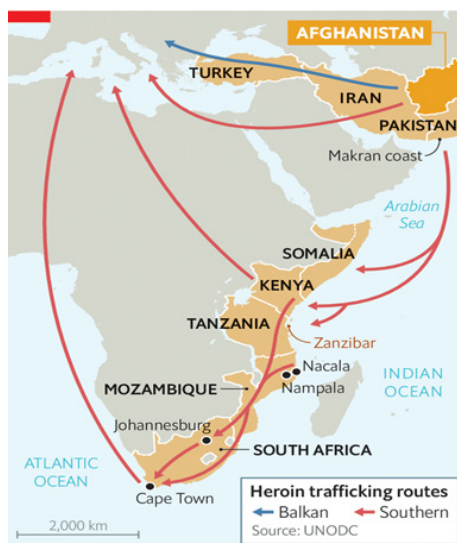 AFGHANISTAN
TURKEY
IRAN
PAKISTAN
Makran coast
Arabian
Sea
SOMALIA
KENYA
TANZANIA
Zanzibar
Nacala
Nampala
INDIAN
OCEAN
MOZAMBIQUE
Johannesburg
SOUTH AFRICA
ATLANTIC
OCEAN
Cape Town
2,000 km
Heroin trafficking routes
Balkan
Southern
Source: UNODC